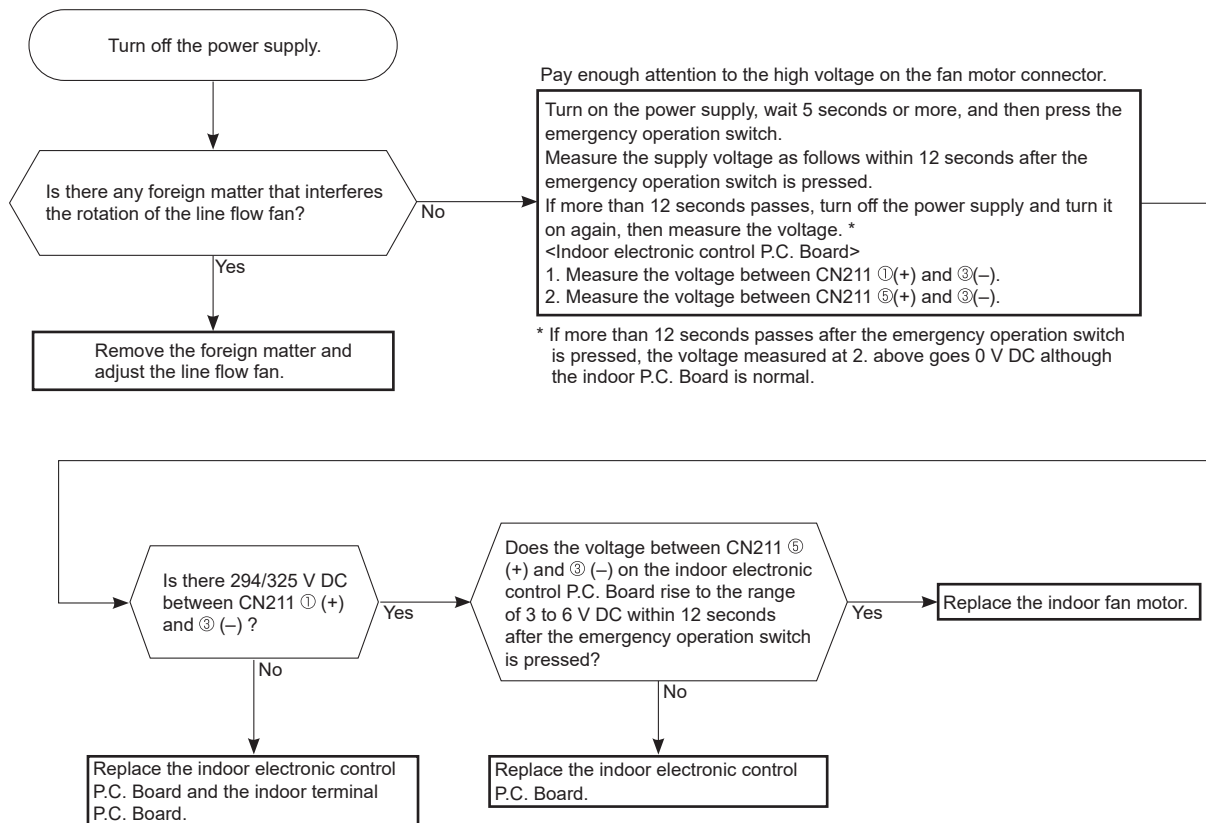 Turn off the power supply.
Is there any foreign matter that interferes
the rotation of the line flow fan?
No
Yes
Remove the foreign matter and
adjust the line flow fan.
Pay enough attention to the high voltage on the fan motor connector.
Turn on the power supply, wait 5 seconds or more, and then press the
emergency operation switch.
Measure the supply voltage as follows within 12 seconds after the
emergency operation switch is pressed.
If more than 12 seconds passes, turn off the power supply and turn it
on again, then measure the voltage. *
<Indoor electronic control P.C. Board>
1. Measure the voltage between CN211 ①(+) and ③(–).
2. Measure the voltage between CN211 ⑤(+) and ③(–).
* If more than 12 seconds passes after the emergency operation switch
is pressed, the voltage measured at 2. above goes 0 V DC although
the indoor P.C. Board is normal.
Is there 294/325 V DC
between CN211 ① (+)
and ③ (–) ?
Yes
No
Replace the indoor electronic control
P.C. Board and the indoor terminal
P.C. Board.
Does the voltage between CN211 ⑤
(+) and ③ (–) on the indoor electronic
control P.C. Board rise to the range
of 3 to 6 V DC within 12 seconds
after the emergency operation switch
is pressed?
Yes
No
Replace the indoor electronic control
P.C. Board.
Replace the indoor fan motor.